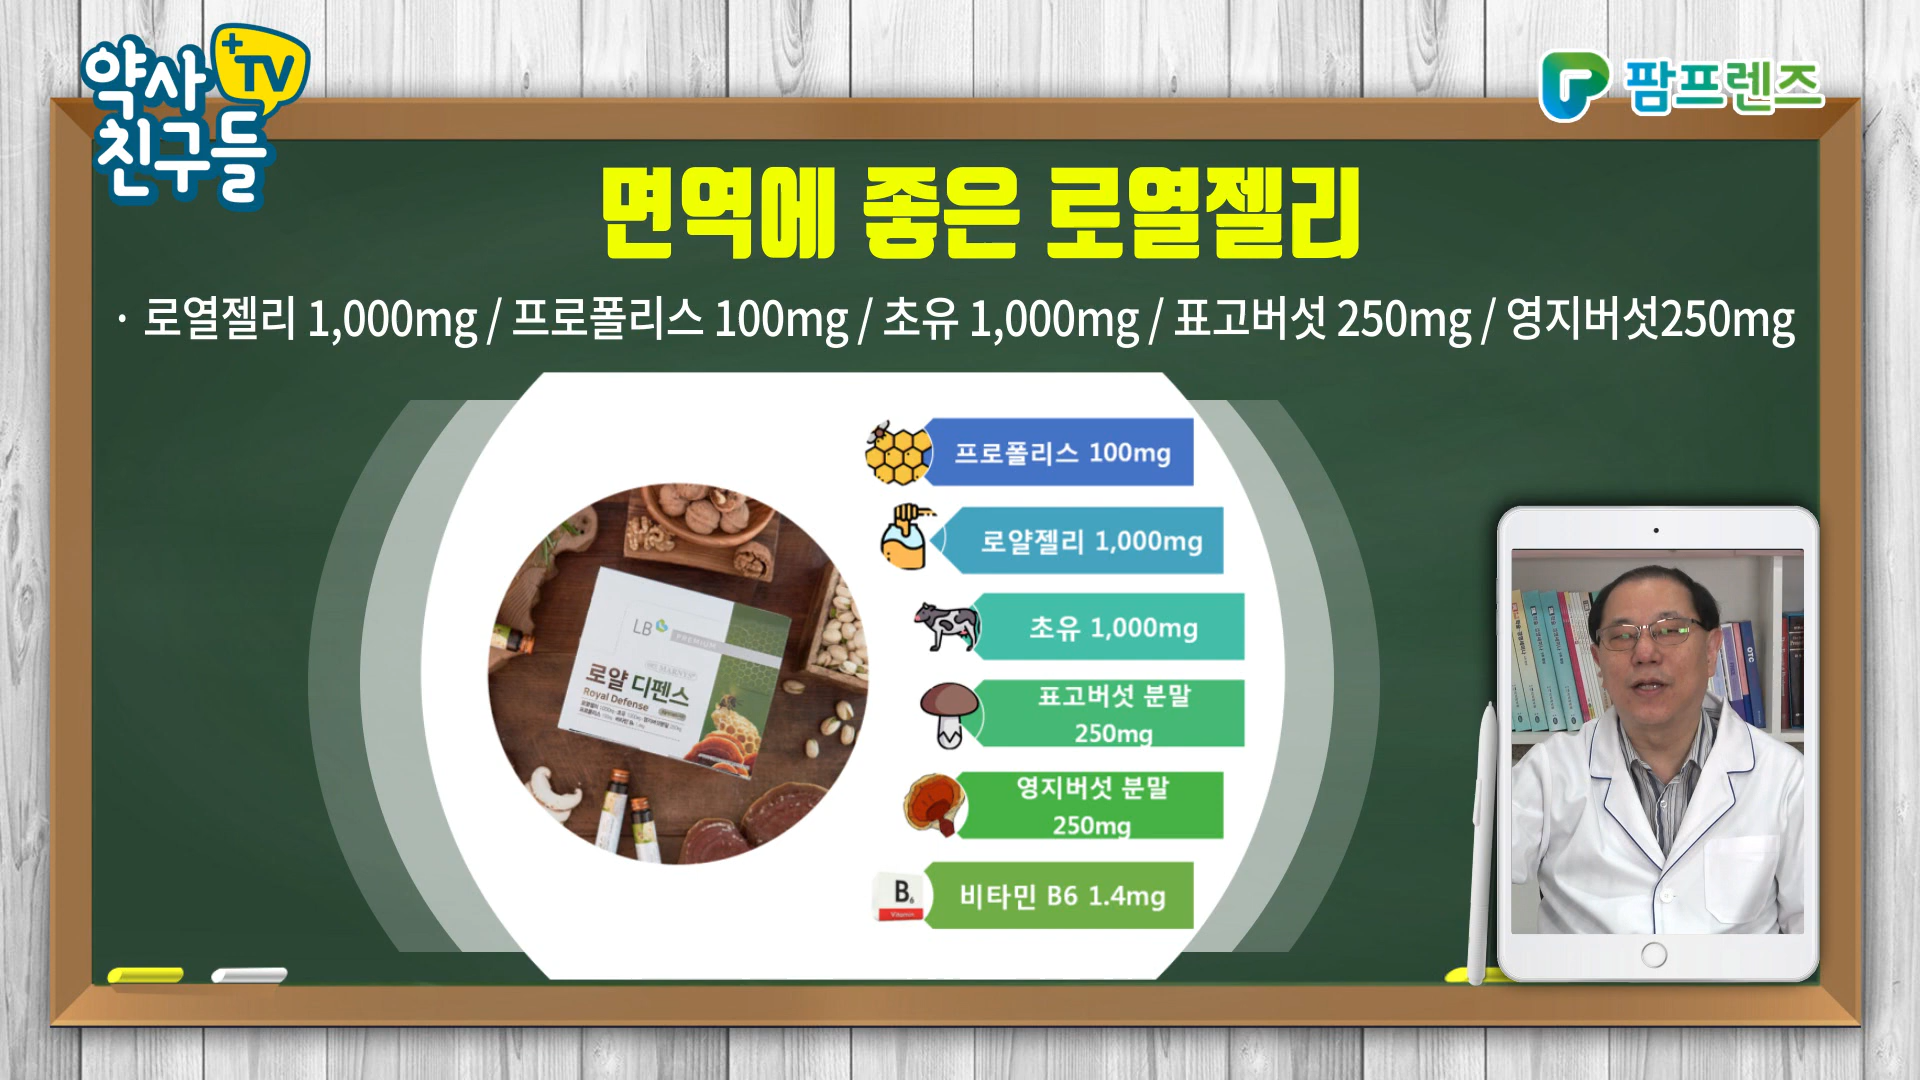 약사
+TV
친구들
팜프렌즈
면역에 좋은 로열젤리
· 로열젤리 1,000mg / 프로폴리스 100mg / 초유 1,000mg / 표고버섯 250mg / 영지버섯250mg
프로폴리스 100mg
로얄젤리 1,000mg
초유 1,000mg
표고버섯 분말
250mg
영지버섯 분말
250mg
B6
Vitamin
비타민 B6 1.4mg
LB
PREMIUM
로얄 디펜스
Royal Defense
OTC